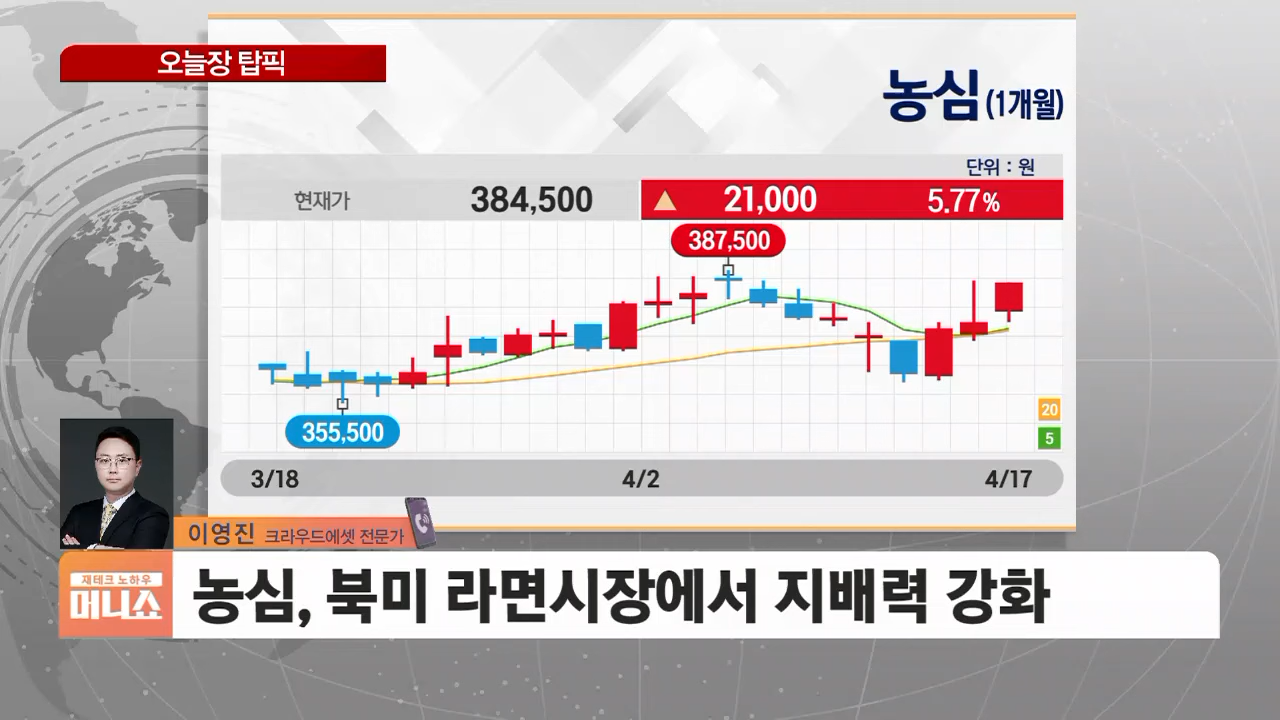 오늘장 탑픽
농심 (1개월)
단위 : 원
현재가 384,500 ▲ 21,000 5.77%
387,500
355,500
20
5
3/18 4/2 4/17
이영진 크라우드에셋 전문가
재테크 노하우
머니쇼
농심, 북미 라면시장에서 지배력 강화